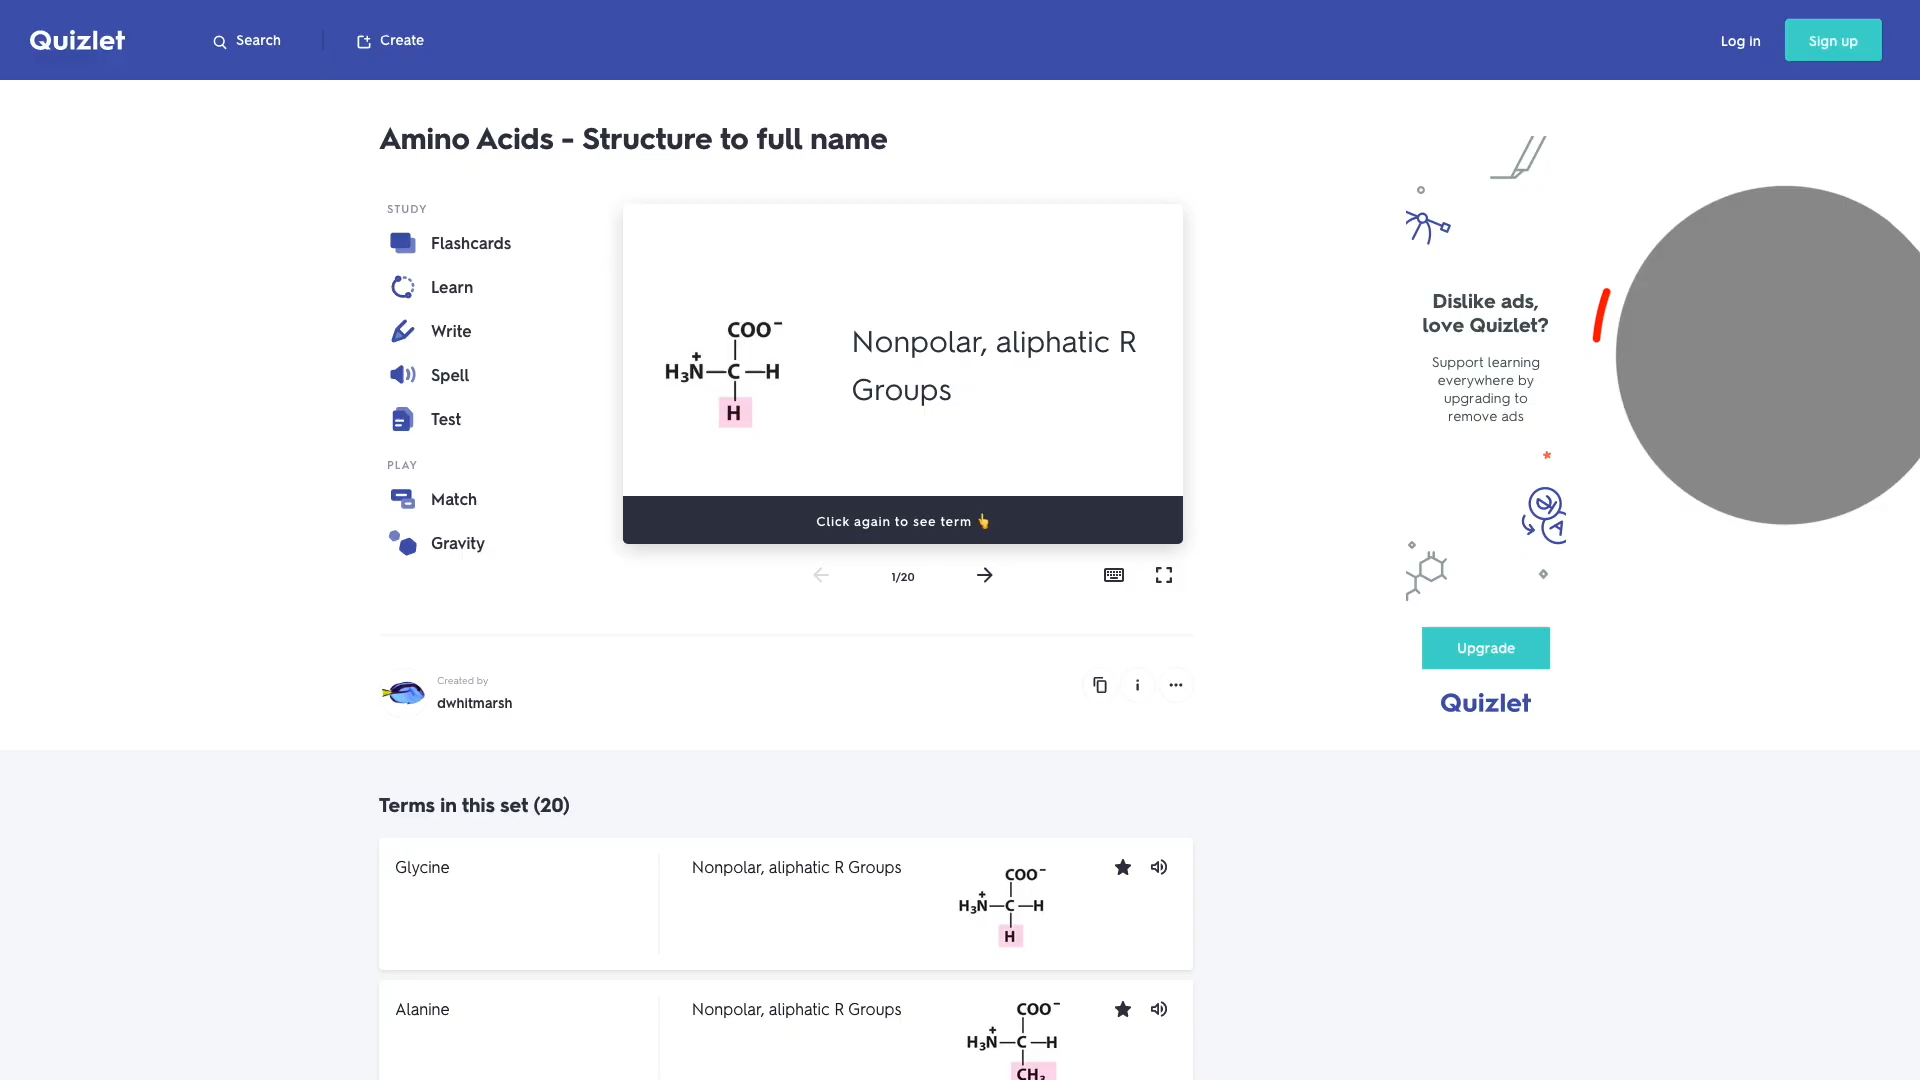 Quizlet
Search
Create
Log in
Sign up
Amino Acids - Structure to full name
STUDY
Flashcards
Learn
Write
Spell
Test
PLAY
Match
Gravity
COO⁻
H₃N⁺—C—H
H
Nonpolar, aliphatic R
Groups
Click again to see term 👆
1/20
Dislike ads,
love Quizlet?
Support learning
everywhere by
upgrading to
remove ads
Upgrade
Quizlet
Created by
dwhitmarsh
Terms in this set (20)
Glycine
Nonpolar, aliphatic R Groups
COO⁻
H₃N⁺—C—H
H
Alanine
Nonpolar, aliphatic R Groups
COO⁻
H₃N⁺—C—H
CH₃